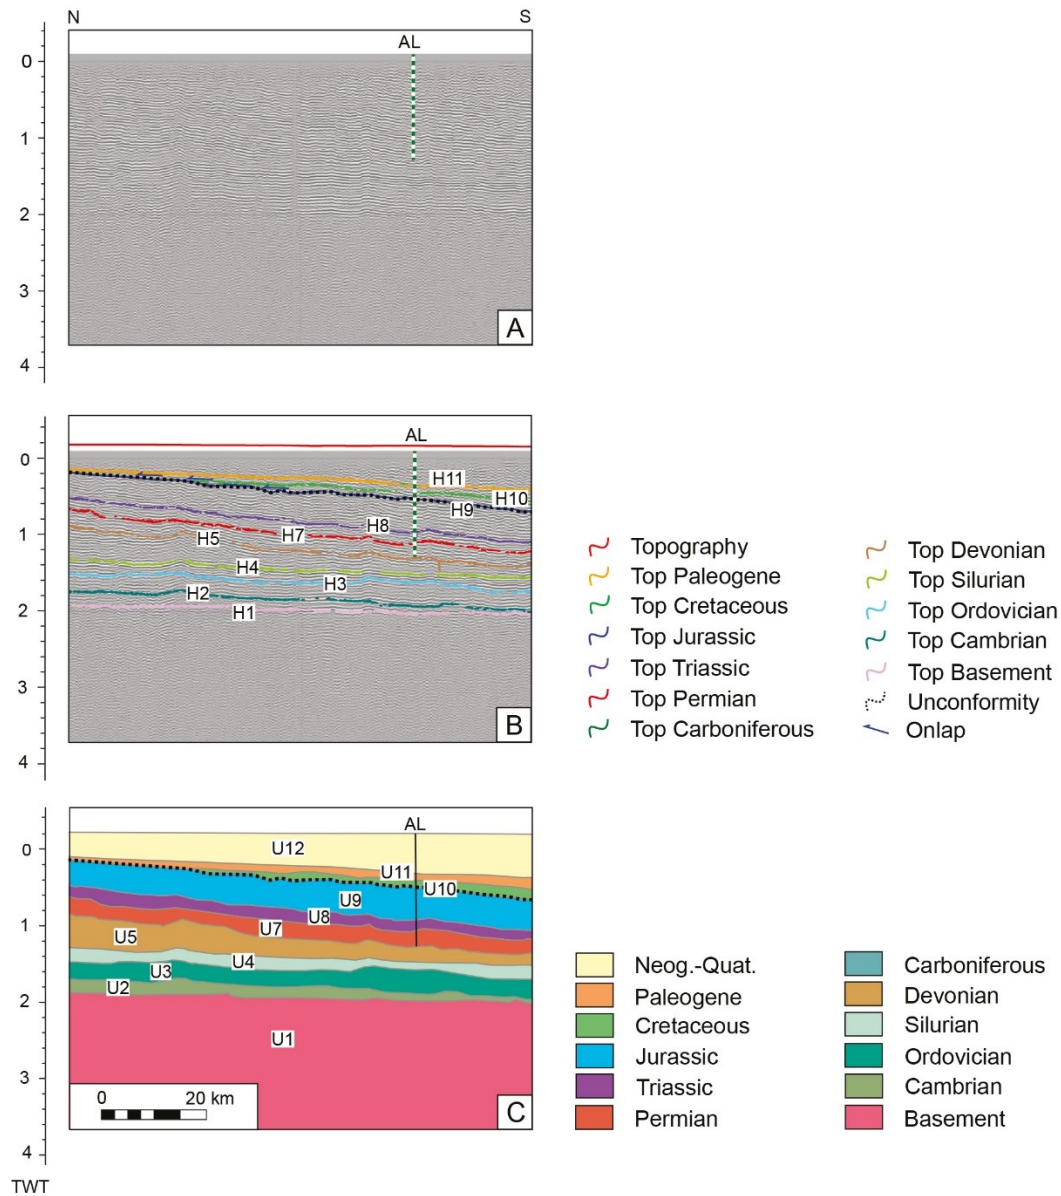 N S
AL
0
1
2
3
4
A
AL
0
1
2
3
4
H11
H10
H9
H8
H7
H5
H4
H3
H2
H1
B
Topography
Top Paleogene
Top Cretaceous
Top Jurassic
Top Triassic
Top Permian
Top Carboniferous
Top Devonian
Top Silurian
Top Ordovician
Top Cambrian
Top Basement
Unconformity
Onlap
AL
0
1
2
3
4
TWT
U12
U11
U10
U9
U8
U7
U5
U4
U3
U2
U1
0 20 km
C
Neog.-Quat.
Paleogene
Cretaceous
Jurassic
Triassic
Permian
Carboniferous
Devonian
Silurian
Ordovician
Cambrian
Basement